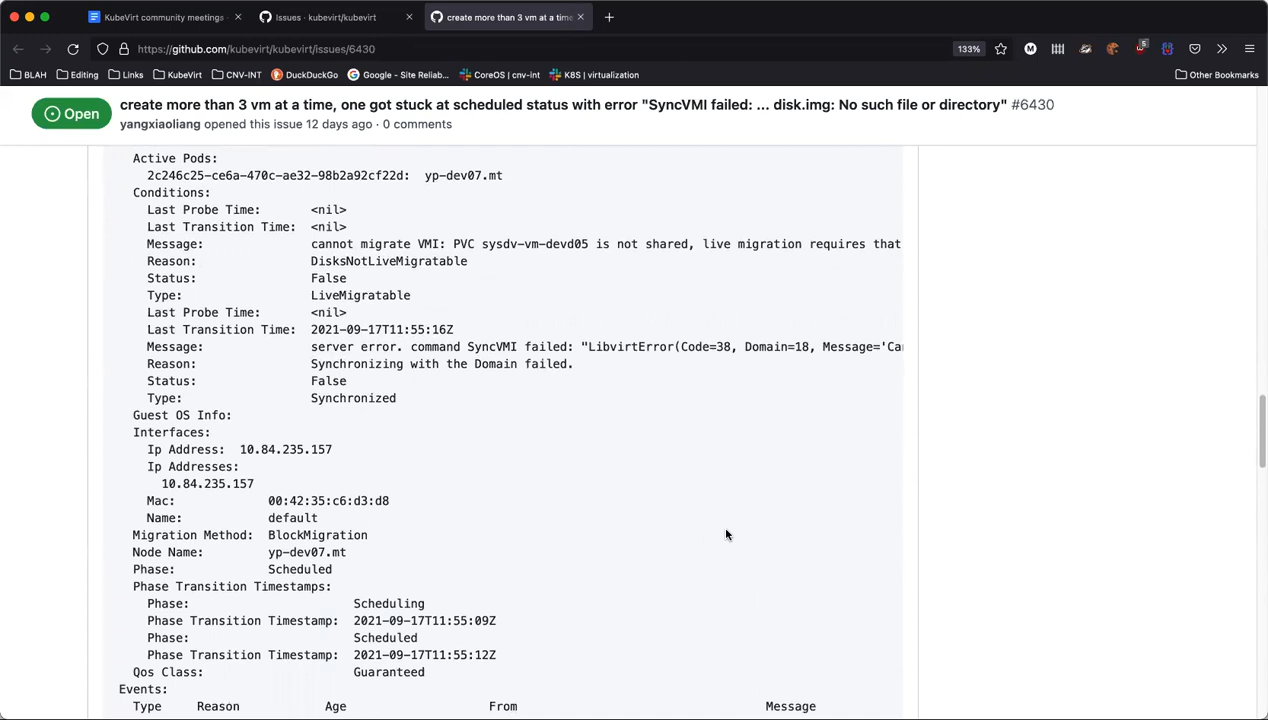 KubeVirt community meetings
Issues · kubevirt/kubevirt
create more than 3 vm at a time
https://github.com/kubevirt/kubevirt/issues/6430
133%
M
5
BLAH
Editing
Links
KubeVirt
CNV-INT
DuckDuckGo
Google - Site Reliab...
CoreOS | cnv-int
K8S | virtualization
Other Bookmarks
Open
create more than 3 vm at a time, one got stuck at scheduled status with error "SyncVMI failed: ... disk.img: No such file or directory" #6430
yangxiaoliang opened this issue 12 days ago · 0 comments
Active Pods:
2c246c25-ce6a-470c-ae32-98b2a92cf22d: yp-dev07.mt
Conditions:
Last Probe Time: <nil>
Last Transition Time: <nil>
Message: cannot migrate VMI: PVC sysdv-vm-devd05 is not shared, live migration requires that
Reason: DisksNotLiveMigratable
Status: False
Type: LiveMigratable
Last Probe Time: <nil>
Last Transition Time: 2021-09-17T11:55:16Z
Message: server error. command SyncVMI failed: "LibvirtError(Code=38, Domain=18, Message='Ca
Reason: Synchronizing with the Domain failed.
Status: False
Type: Synchronized
Guest OS Info:
Interfaces:
Ip Address: 10.84.235.157
Ip Addresses:
10.84.235.157
Mac: 00:42:35:c6:d3:d8
Name: default
Migration Method: BlockMigration
Node Name: yp-dev07.mt
Phase: Scheduled
Phase Transition Timestamps:
Phase: Scheduling
Phase Transition Timestamp: 2021-09-17T11:55:09Z
Phase: Scheduled
Phase Transition Timestamp: 2021-09-17T11:55:12Z
Qos Class: Guaranteed
Events:
Type Reason Age From Message